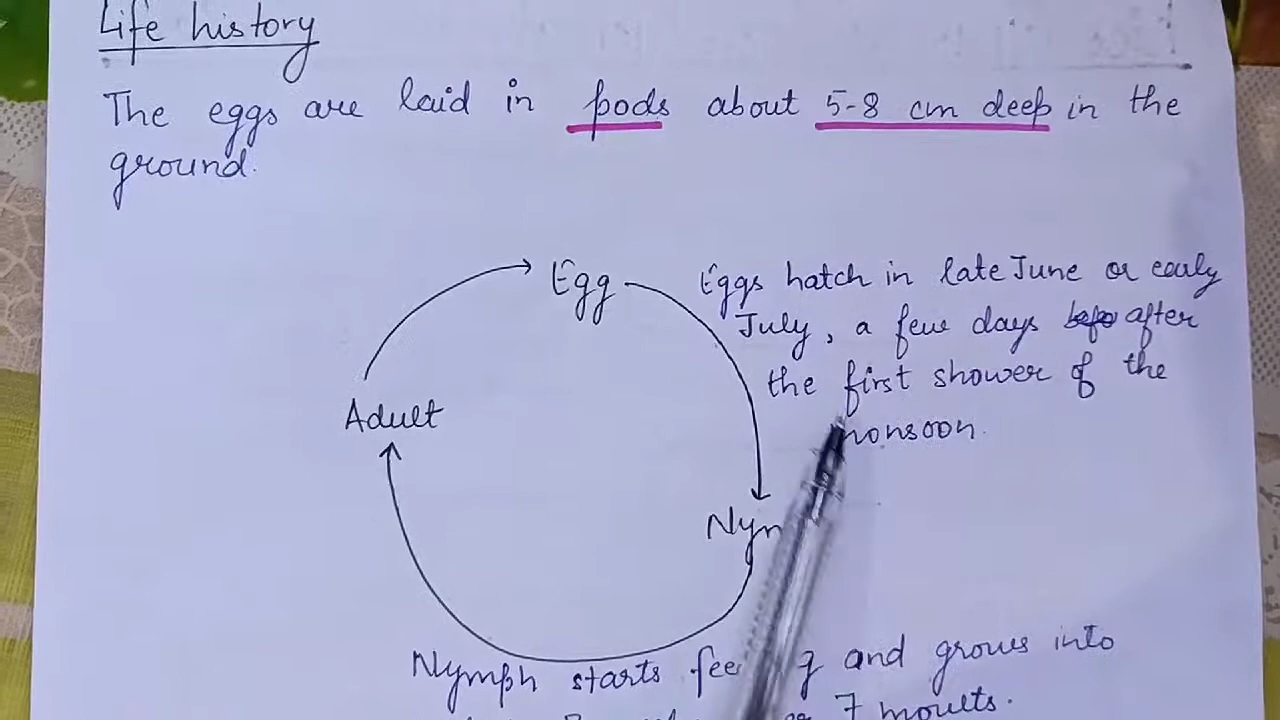 Life history
The eggs are laid in pods about 5-8 cm deep in the
ground.
Egg
Eggs hatch in late June or early
July, a few days after
the first shower of the
monsoon.
Adult
Nym
Nymph starts and grows into
7 moults.